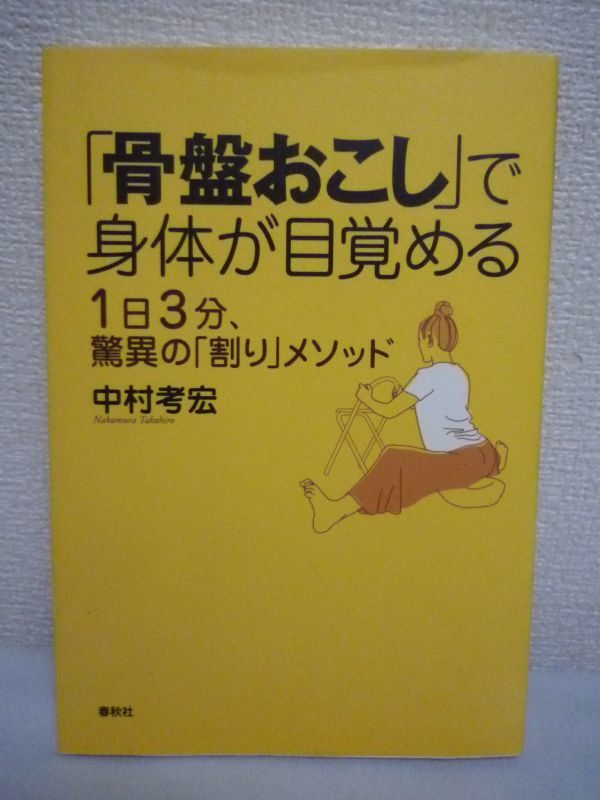 「骨盤おこし」で
身体が目覚める
1日3分、
驚異の「割り」メソッド
中村考宏
Nakamura Takahiro
春秋社